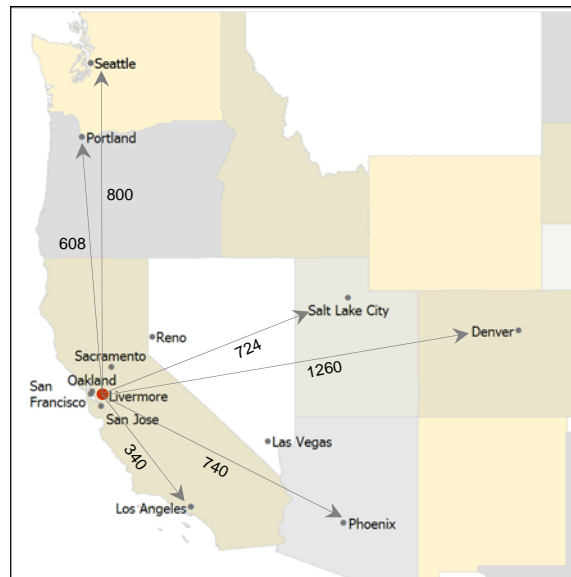 Seattle
Portland
800
608
Salt Lake City
Denver
Reno
724
Sacramento
1260
Oakland
San
Francisco
Livermore
San Jose
Las Vegas
340
740
Los Angeles
Phoenix